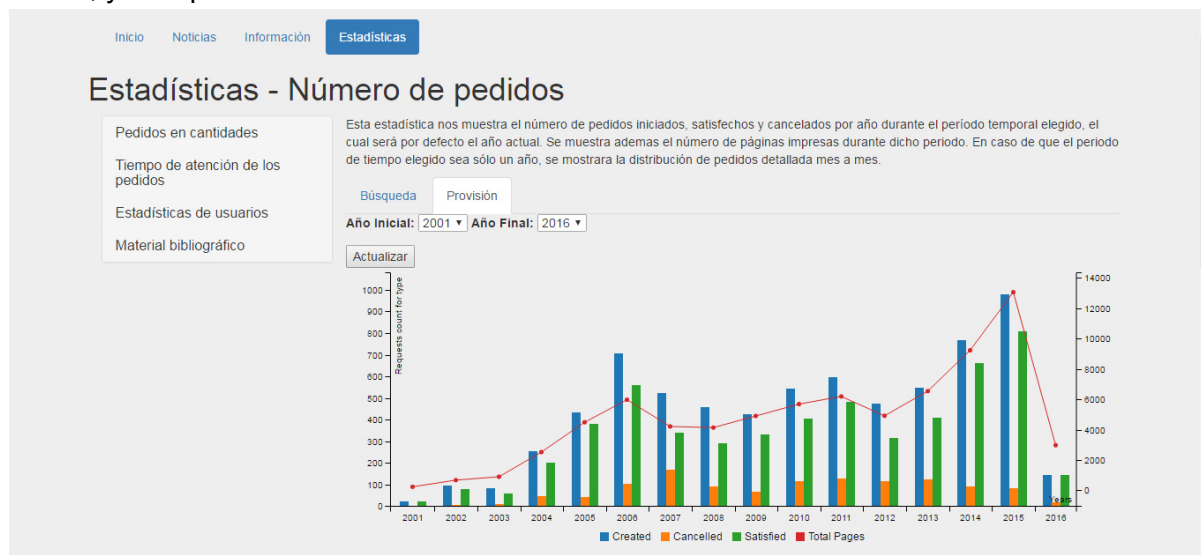 Inicio Noticias Información Estadísticas
Estadísticas - Número de pedidos
Pedidos en cantidades
Tiempo de atención de los
pedidos
Estadísticas de usuarios
Material bibliográfico
Esta estadística nos muestra el número de pedidos iniciados, satisfechos y cancelados por año durante el período temporal elegido, el
cual será por defecto el año actual. Se muestra ademas el número de páginas impresas durante dicho periodo. En caso de que el periodo
de tiempo elegido sea sólo un año, se mostrara la distribución de pedidos detallada mes a mes.
Búsqueda Provisión
Año Inicial: 2001 Año Final: 2016
Actualizar
Requests count for type
1000
900
800
700
600
500
400
300
200
100
0
14000
12000
10000
8000
6000
4000
2000
0
Years
2001 2002 2003 2004 2005 2006 2007 2008 2009 2010 2011 2012 2013 2014 2015 2016
Created Cancelled Satisfied Total Pages